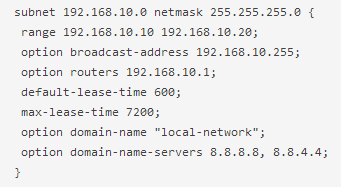 subnet 192.168.10.0 netmask 255.255.255.0 {
range 192.168.10.10 192.168.10.20;
option broadcast-address 192.168.10.255;
option routers 192.168.10.1;
default-lease-time 600;
max-lease-time 7200;
option domain-name "local-network";
option domain-name-servers 8.8.8.8, 8.8.4.4;
}